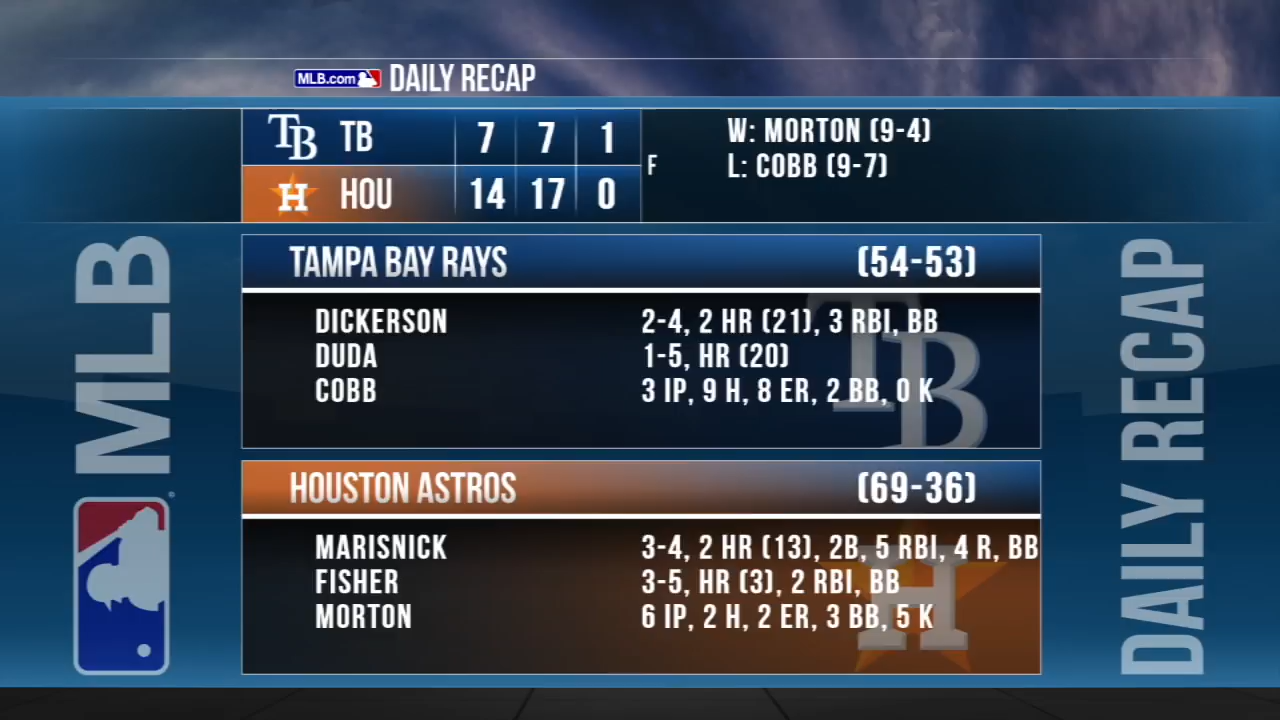 MLB.com DAILY RECAP
TB TB 7 7 1
H HOU 14 17 0
F
W: MORTON (9-4)
L: COBB (9-7)
MLB
TAMPA BAY RAYS (54-53)
DICKERSON 2-4, 2 HR (21), 3 RBI, BB
DUDA 1-5, HR (20)
COBB 3 IP, 9 H, 8 ER, 2 BB, 0 K
TB
HOUSTON ASTROS (69-36)
MARISNICK 3-4, 2 HR (13), 2B, 5 RBI, 4 R, BB
FISHER 3-5, HR (3), 2 RBI, BB
MORTON 6 IP, 2 H, 2 ER, 3 BB, 5 K
H
DAILY RECAP